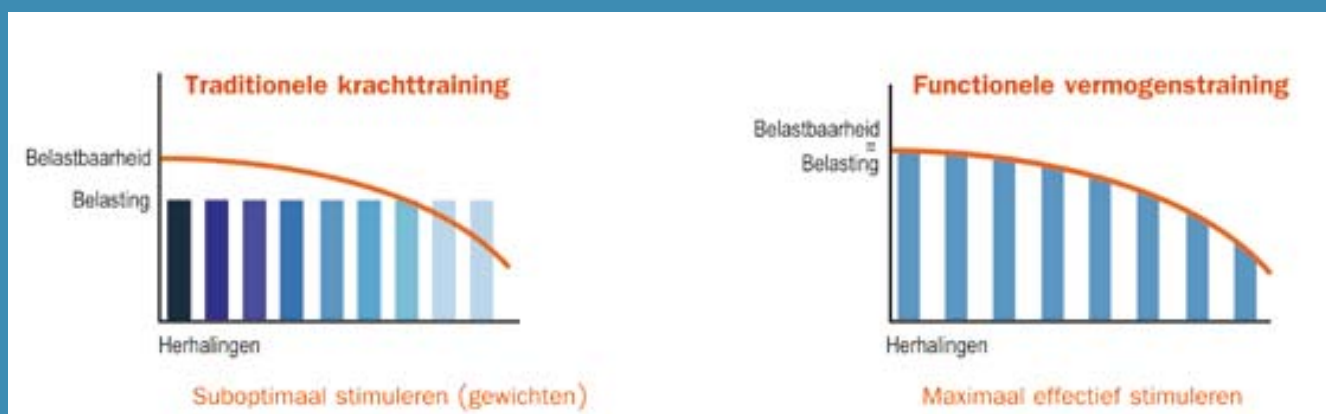 Traditionele krachttraining
Belastbaarheid
Belasting
Herhalingen
Suboptimaal stimuleren (gewichten)
Functionele vermogenstraining
Belastbaarheid
=
Belasting
Herhalingen
Maximaal effectief stimuleren